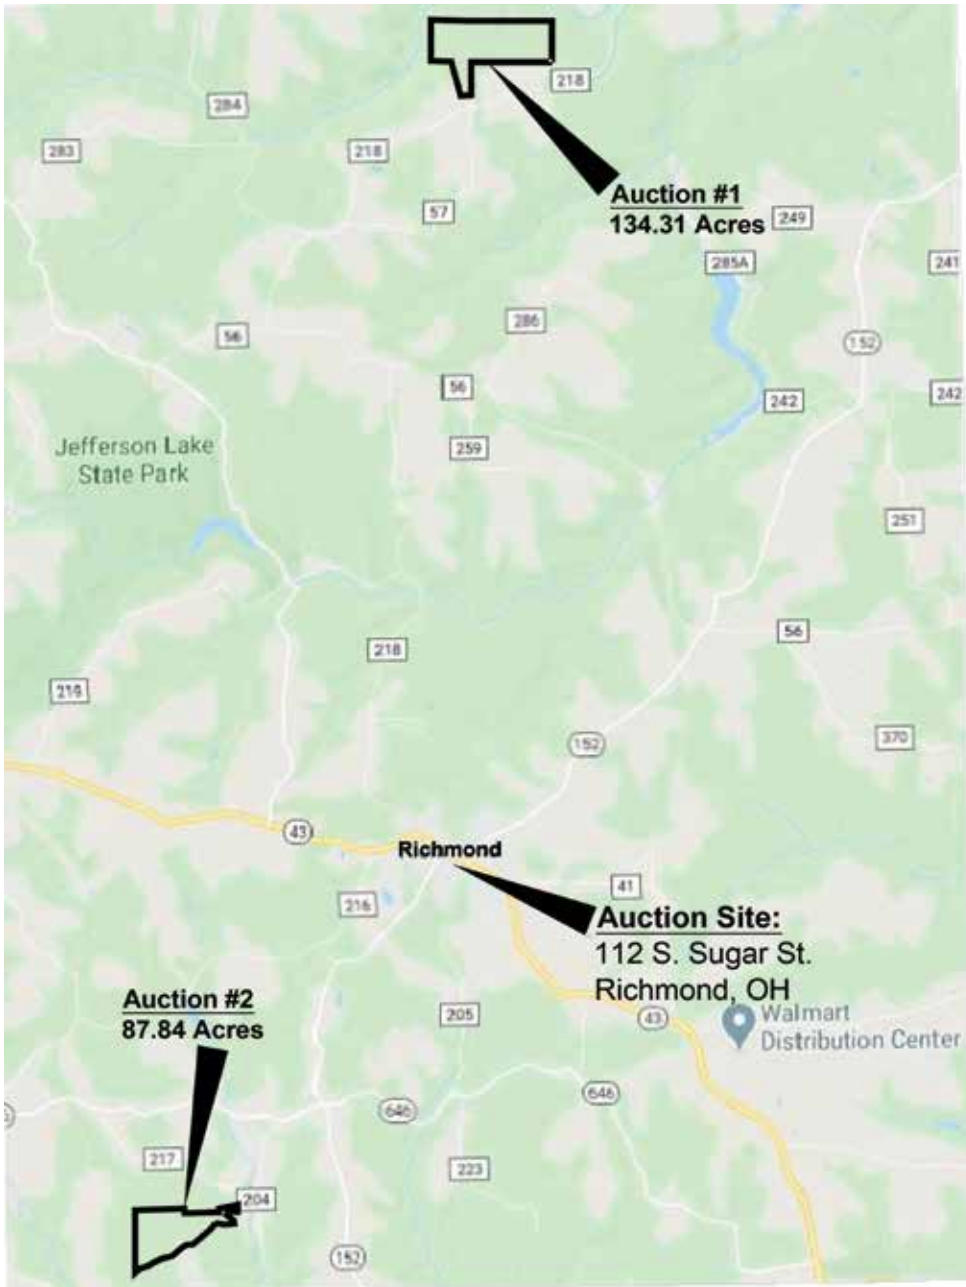 218
284
283
218
Auction #1
134.31 Acres
57
249
285A
241
56
286
152
56
242
242
Jefferson Lake
State Park
259
251
218
56
219
152
370
43
Richmond
216
41
Auction Site:
112 S. Sugar St.
Richmond, OH
Auction #2
87.84 Acres
205
43
Walmart
Distribution Center
646
646
217
223
204
152